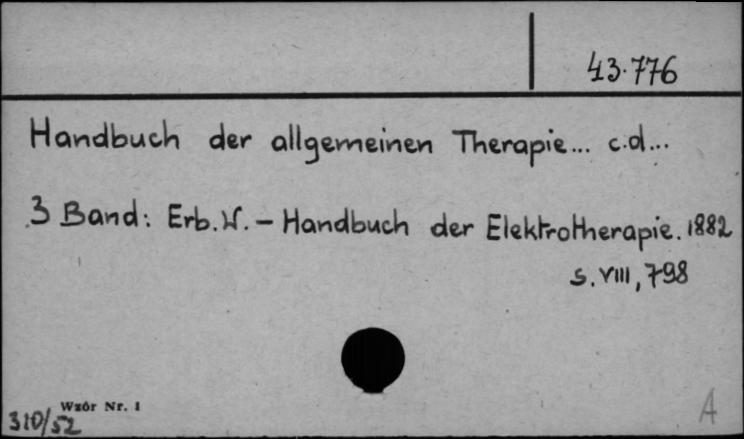 43.776
Handbuch der allgemeinen Therapie... c.d...
3 Band: Erb. W. – Handbuch der Elektrotherapie. 1882
s. VIII, 798
Wzór Nr. 1
310/52
A